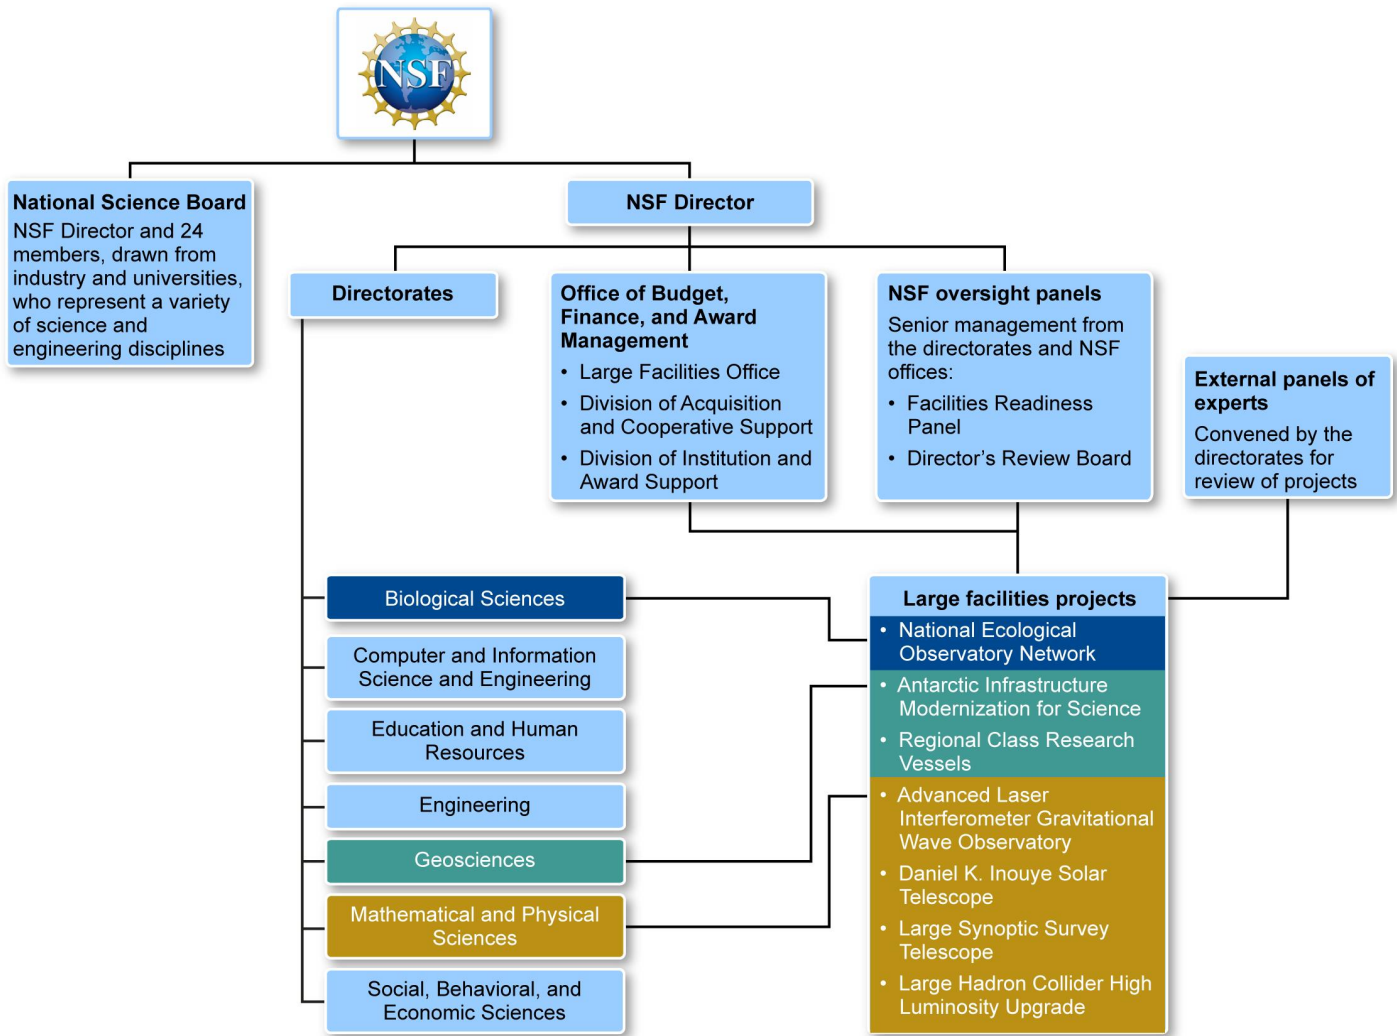 NSF
National Science Board
NSF Director and 24
members, drawn from
industry and universities,
who represent a variety
of science and
engineering disciplines
NSF Director
Directorates
Office of Budget,
Finance, and Award
Management
• Large Facilities Office
• Division of Acquisition
and Cooperative Support
• Division of Institution and
Award Support
NSF oversight panels
Senior management from
the directorates and NSF
offices:
• Facilities Readiness
Panel
• Director’s Review Board
External panels of
experts
Convened by the
directorates for
review of projects
Biological Sciences
Computer and Information
Science and Engineering
Education and Human
Resources
Engineering
Geosciences
Mathematical and Physical
Sciences
Social, Behavioral, and
Economic Sciences
Large facilities projects
• National Ecological
Observatory Network
• Antarctic Infrastructure
Modernization for Science
• Regional Class Research
Vessels
• Advanced Laser
Interferometer Gravitational
Wave Observatory
• Daniel K. Inouye Solar
Telescope
• Large Synoptic Survey
Telescope
• Large Hadron Collider High
Luminosity Upgrade